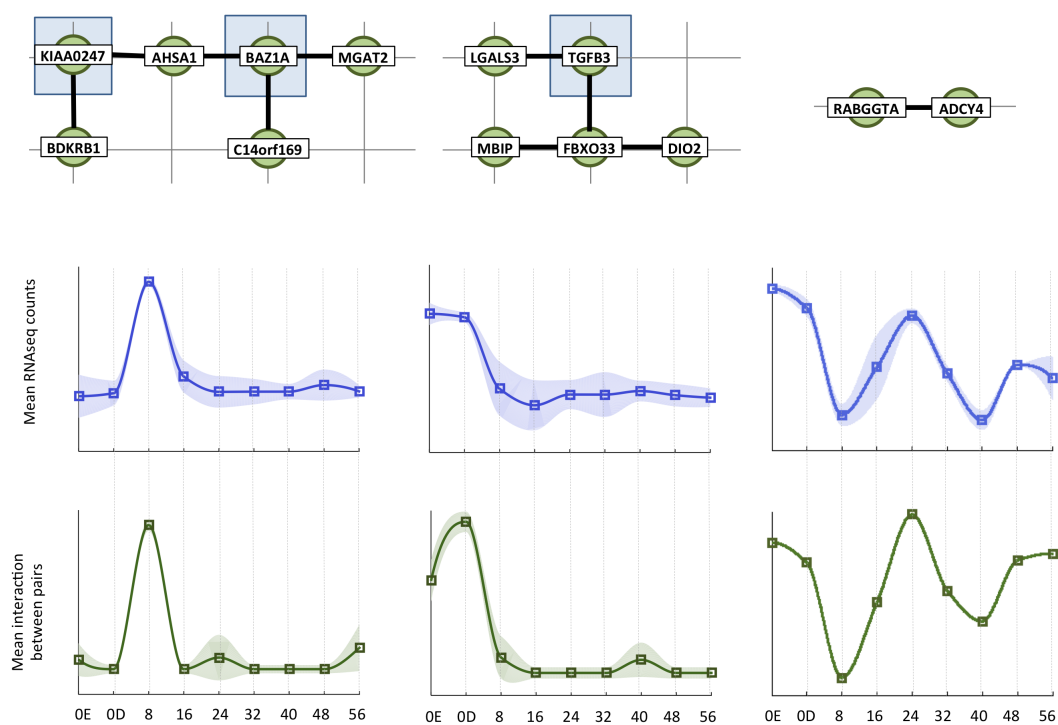 KIAA0247 AHSA1 BAZ1A MGAT2 LGALS3 TGFB3
RABGGTA ADCY4
BDKRB1 C14orf169 MBIP FBXO33 DIO2
Mean RNAseq counts
Mean interaction
between pairs
0E 0D 8 16 24 32 40 48 56 0E 0D 8 16 24 32 40 48 56 0E 0D 8 16 24 32 40 48 56